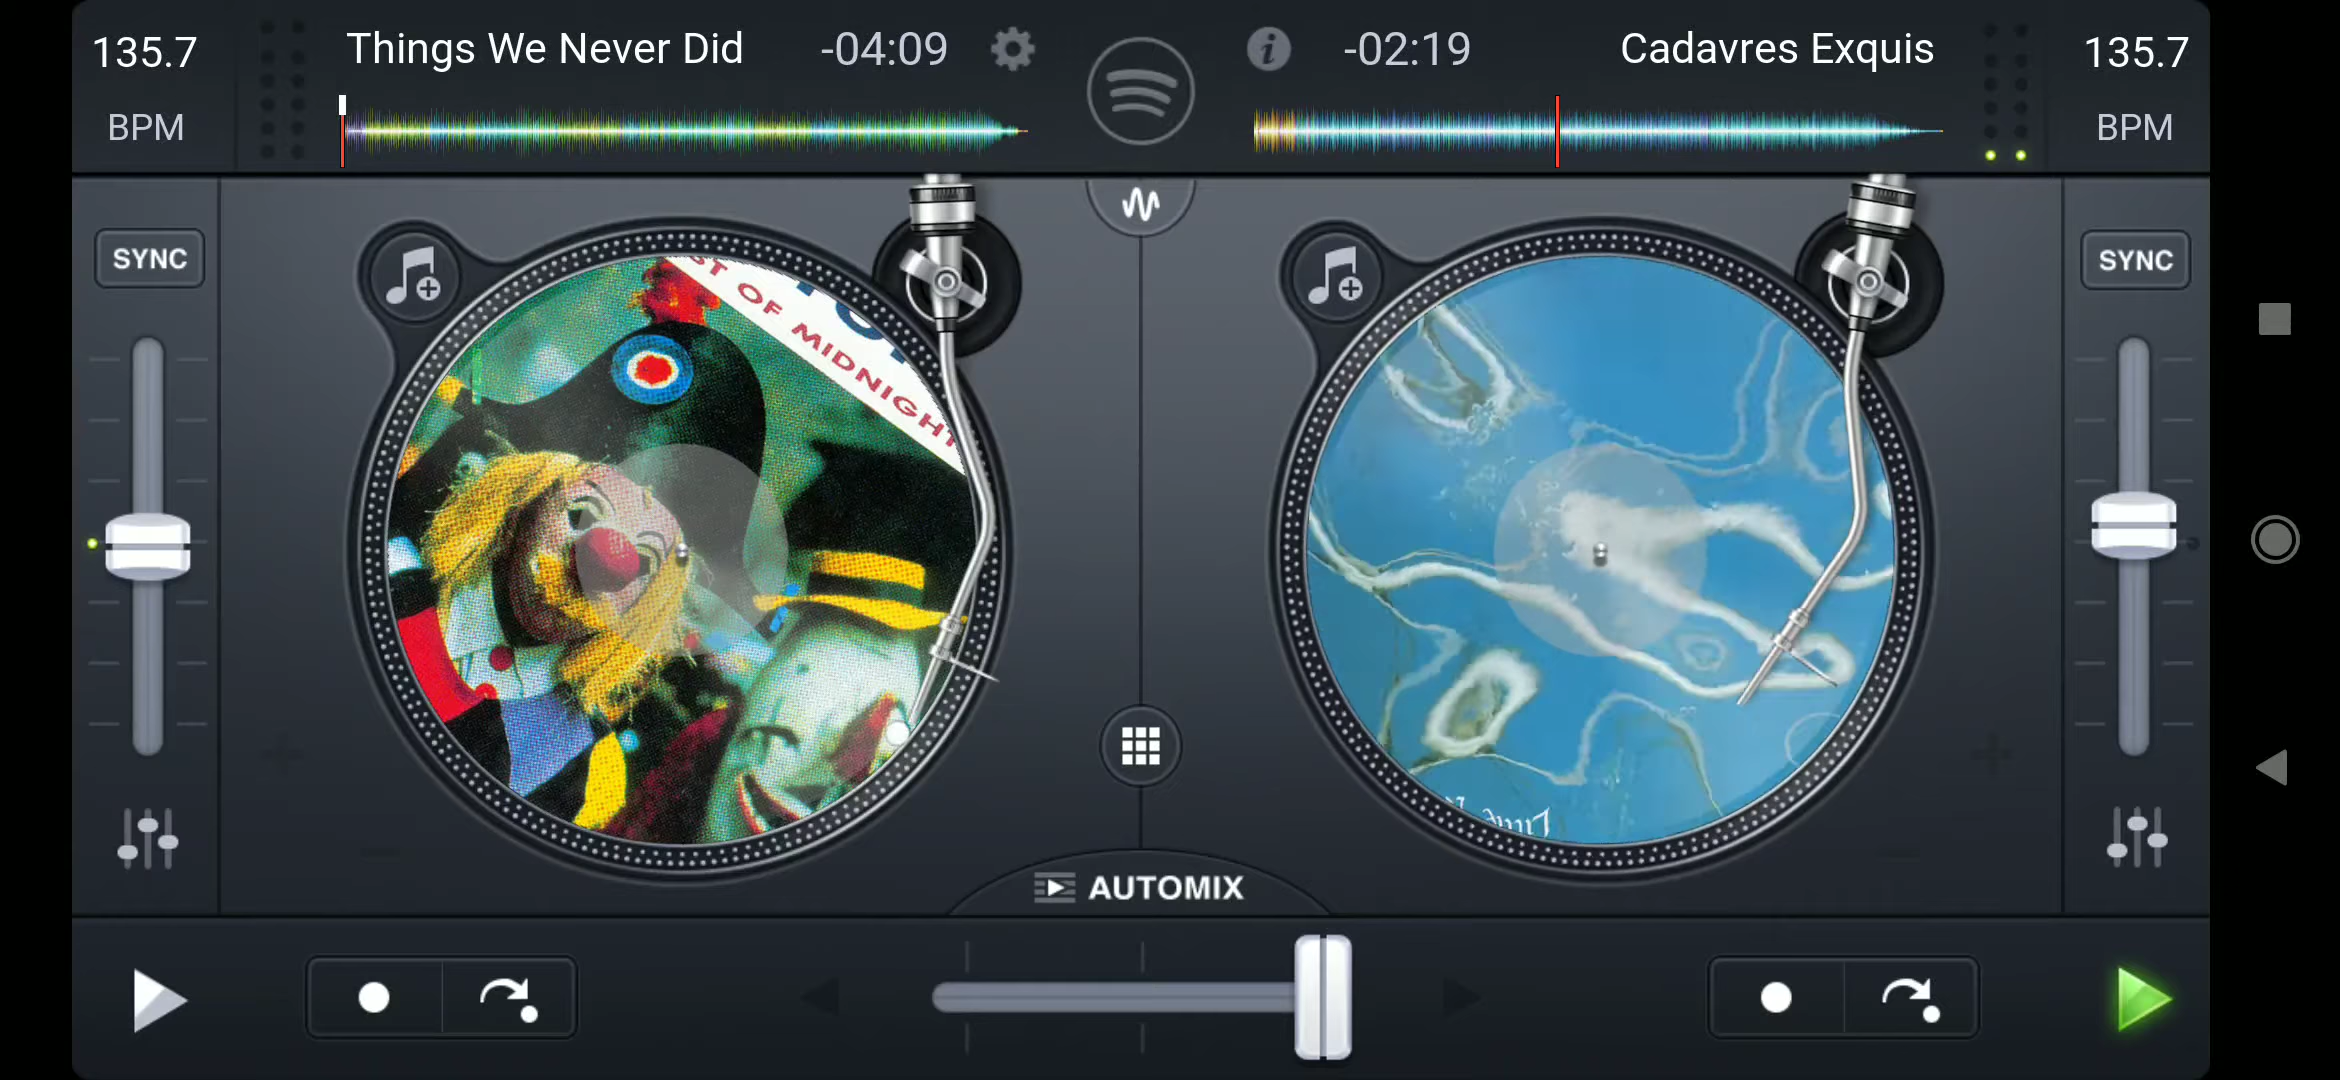 135.7
BPM
Things We Never Did
-04:09
-02:19
Cadavres Exquis
135.7
BPM
SYNC
SYNC
OF MIDNIGHT
AUTOMIX